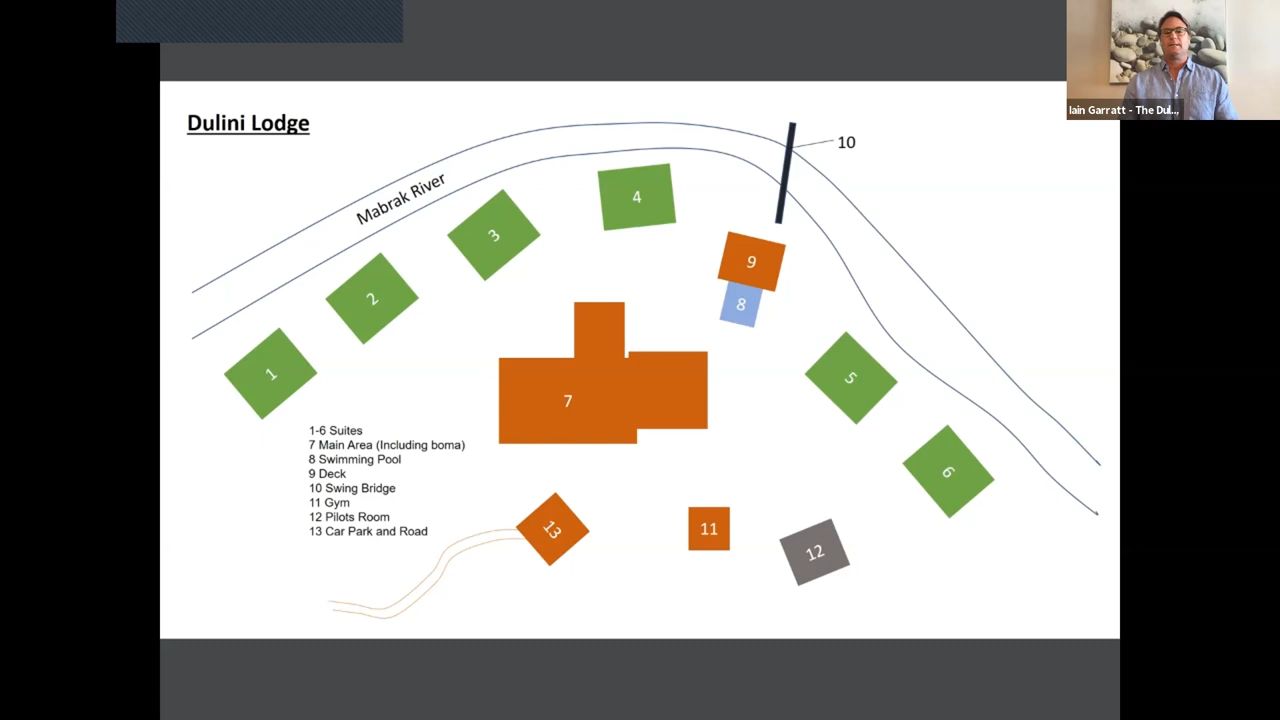 Iain Garratt - The Dul...
Dulini Lodge
10
Mabrak River
4
3
9
2
8
1
5
7
6
1-6 Suites
7 Main Area (Including boma)
8 Swimming Pool
9 Deck
10 Swing Bridge
11 Gym
12 Pilots Room
13 Car Park and Road
13
11
12